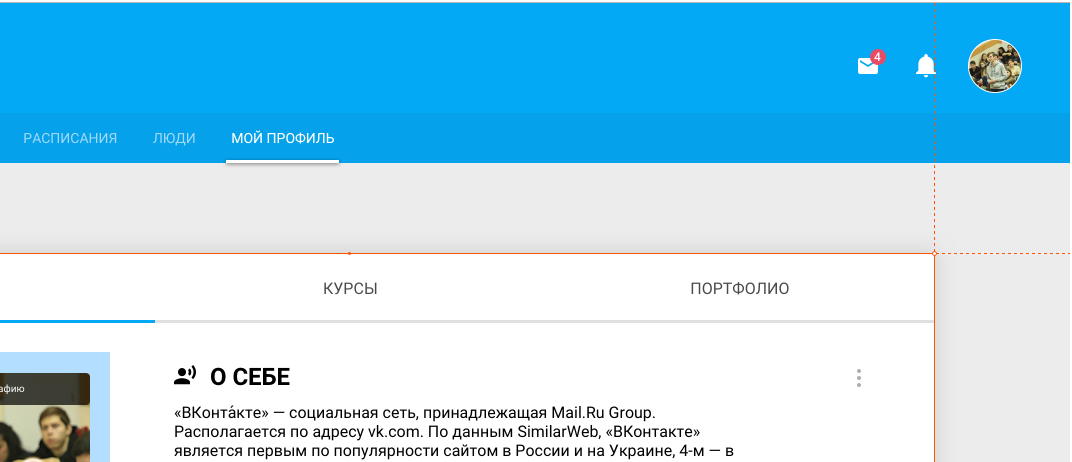 4
РАСПИСАНИЯ ЛЮДИ МОЙ ПРОФИЛЬ
КУРСЫ ПОРТФОЛИО
афию
О СЕБЕ
«ВКонта́кте» — социальная сеть, принадлежащая Mail.Ru Group.
Располагается по адресу vk.com. По данным SimilarWeb, «ВКонтакте»
является первым по популярности сайтом в России и на Украине, 4-м — в